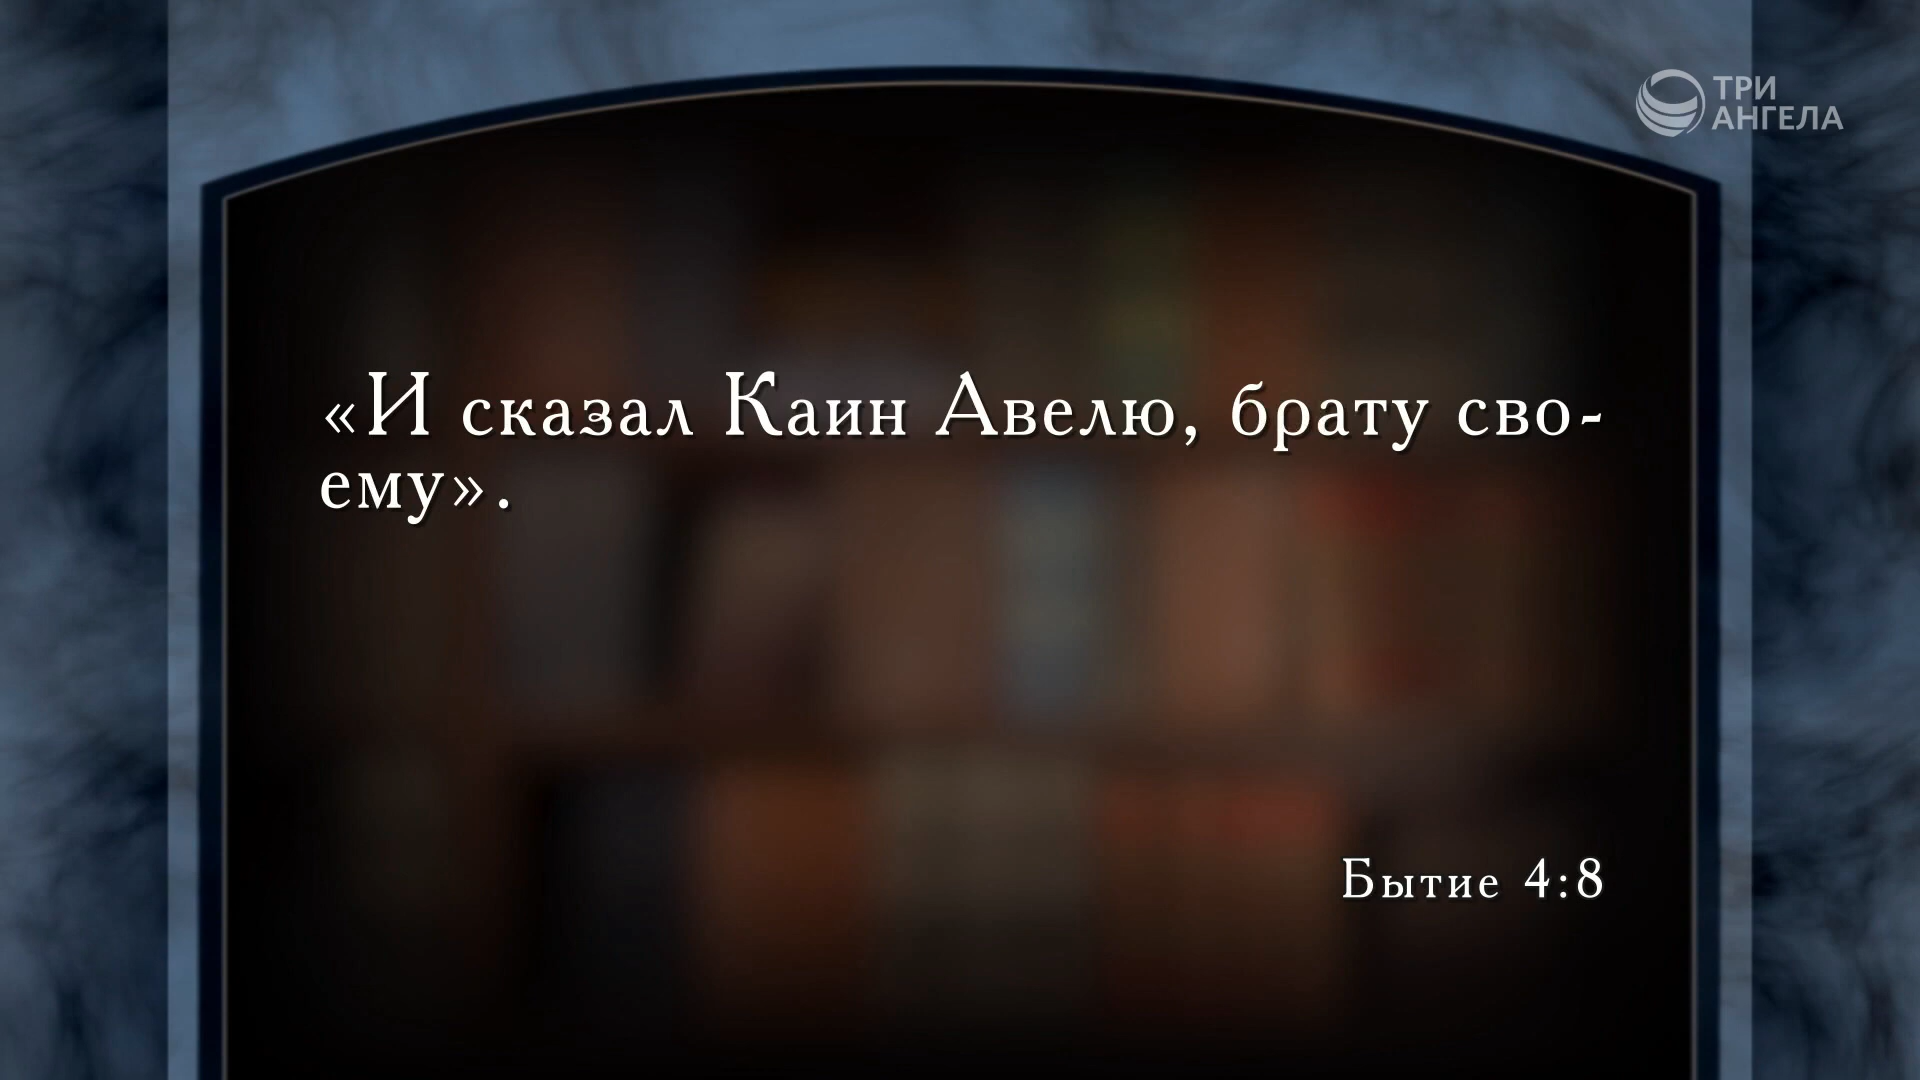 ТРИ
АНГЕЛА
«И сказал Каин Авелю, брату сво-
ему».
Бытие 4:8